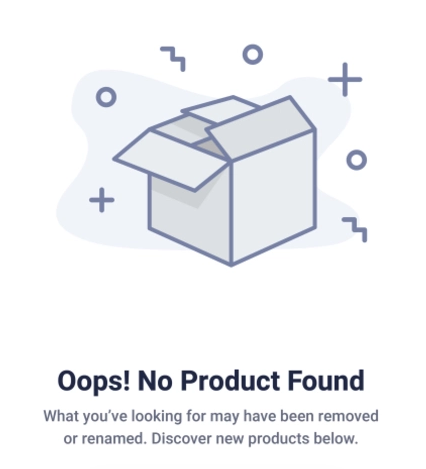 Oops! No Product Found
What you've looking for may have been removed
or renamed. Discover new products below.